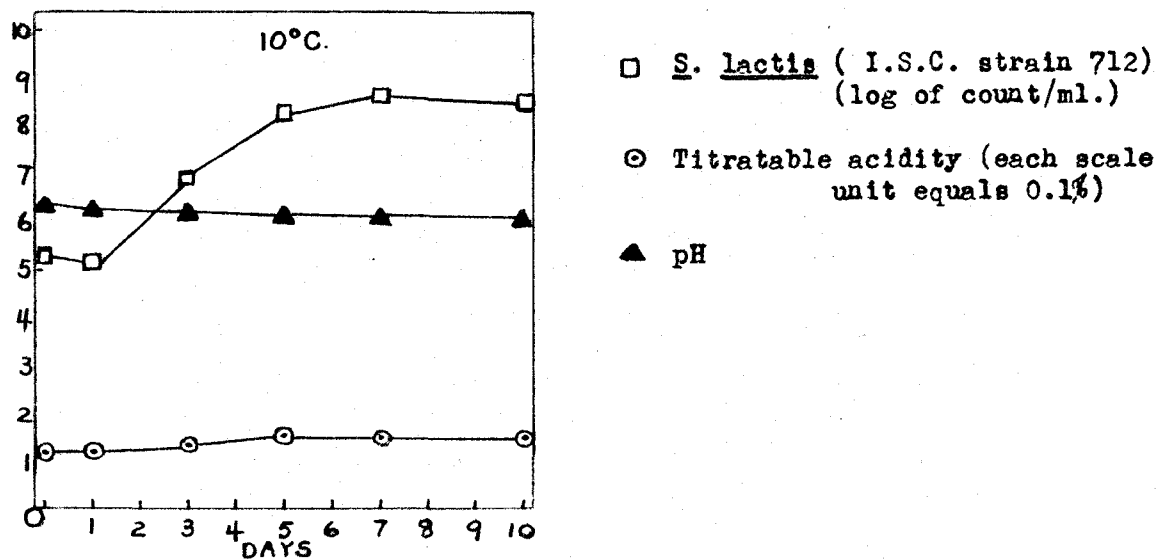 10°C.
10
9
8
7
6
5
4
3
2
1
0 1 2 3 4 5 6 7 8 9 10
DAYS
S. lactis ( I.S.C. strain 712)
(log of count/ml.)
Titratable acidity (each scale
unit equals 0.1%)
pH